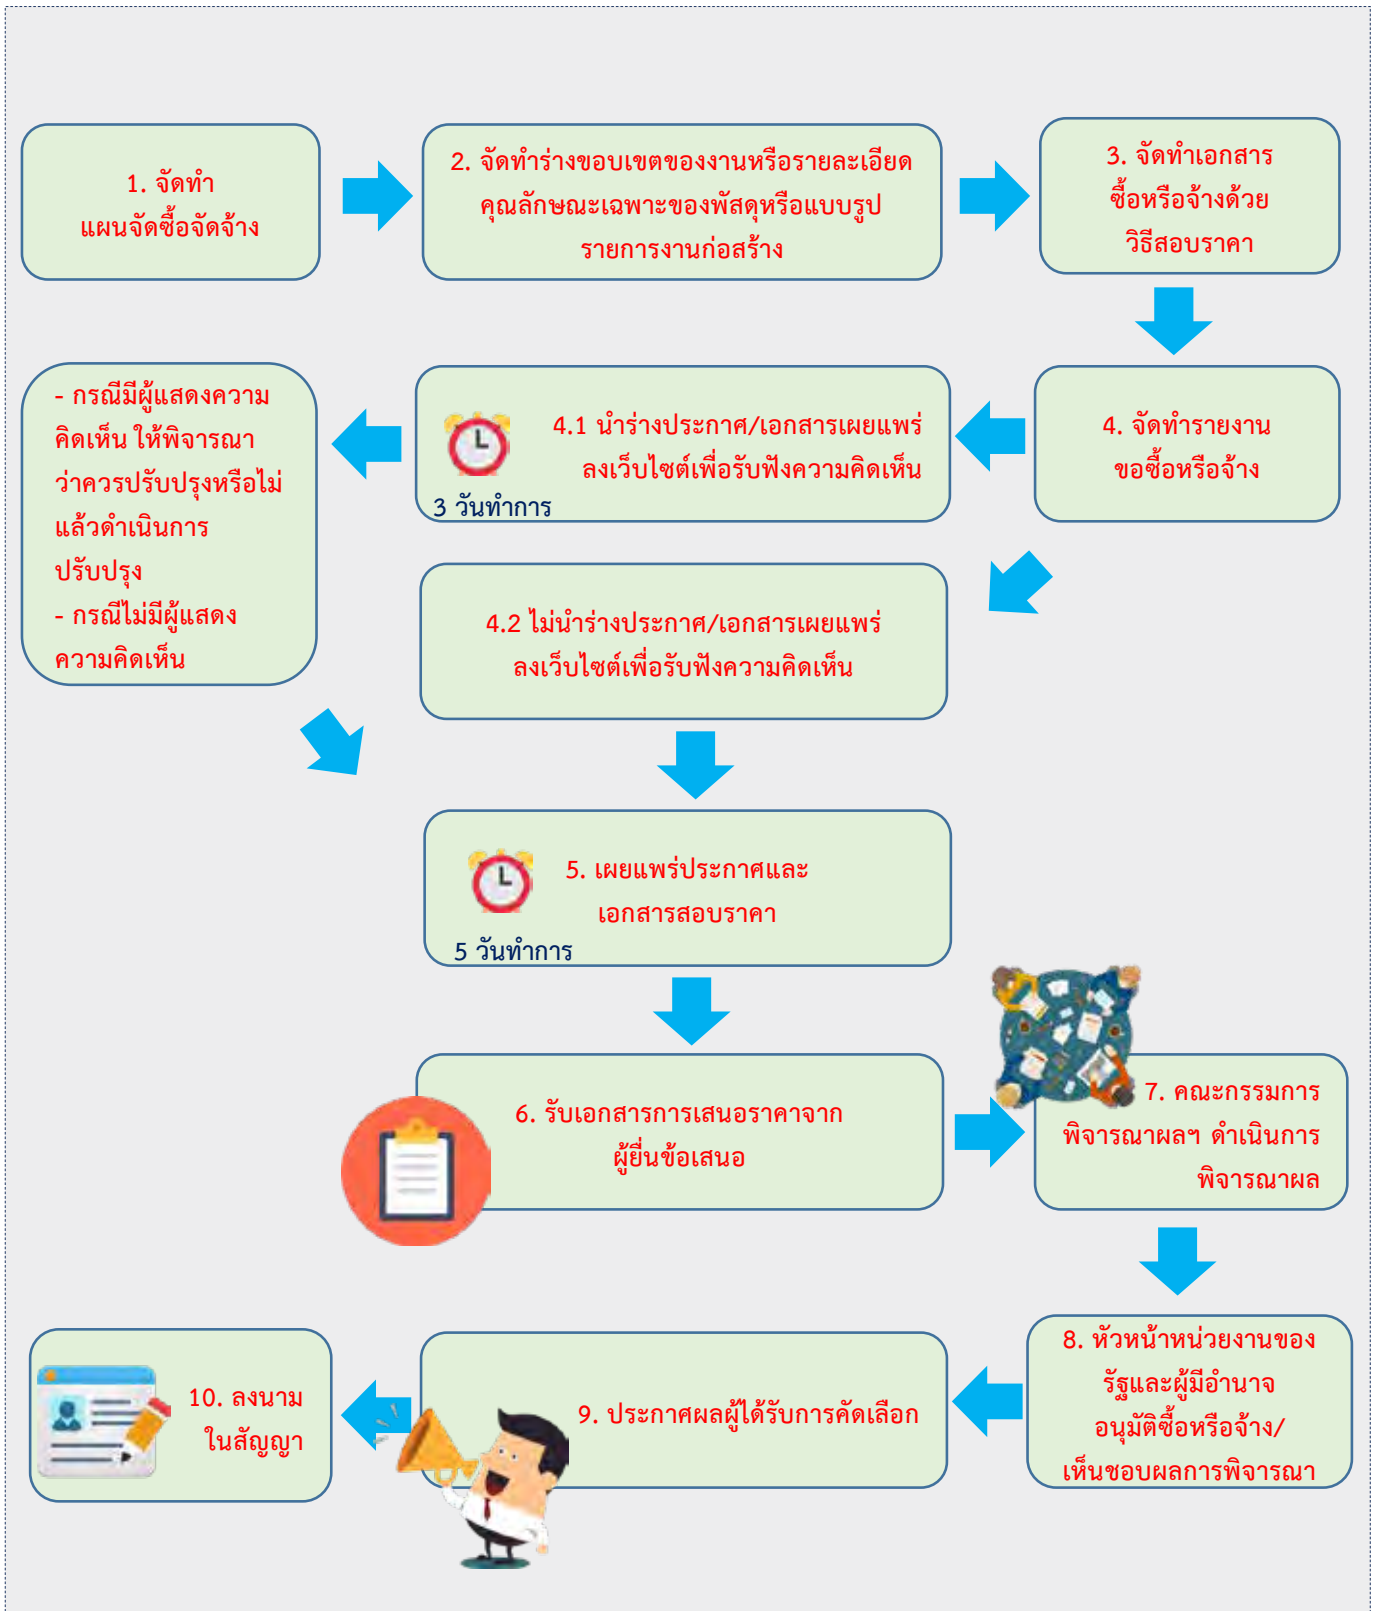 1. จัดทำ
แผนจัดซื้อจัดจ้าง
2. จัดทำร่างขอบเขตของงานหรือรายละเอียด
คุณลักษณะเฉพาะของพัสดุหรือแบบรูป
รายการงานก่อสร้าง
3. จัดทำเอกสาร
ซื้อหรือจ้างด้วย
วิธีสอบราคา
4. จัดทำรายงาน
ขอซื้อหรือจ้าง
4.1 นำร่างประกาศ/เอกสารเผยแพร่
ลงเว็บไซต์เพื่อรับฟังความคิดเห็น
3 วันทำการ
- กรณีมีผู้แสดงความ
คิดเห็น ให้พิจารณา
ว่าควรปรับปรุงหรือไม่
แล้วดำเนินการ
ปรับปรุง
- กรณีไม่มีผู้แสดง
ความคิดเห็น
4.2 ไม่นำร่างประกาศ/เอกสารเผยแพร่
ลงเว็บไซต์เพื่อรับฟังความคิดเห็น
5. เผยแพร่ประกาศและ
เอกสารสอบราคา
5 วันทำการ
6. รับเอกสารการเสนอราคาจาก
ผู้ยื่นข้อเสนอ
7. คณะกรรมการ
พิจารณาผลฯ ดำเนินการ
พิจารณาผล
8. หัวหน้าหน่วยงานของ
รัฐและผู้มีอำนาจ
อนุมัติซื้อหรือจ้าง/
เห็นชอบผลการพิจารณา
9. ประกาศผลผู้ได้รับการคัดเลือก
10. ลงนาม
ในสัญญา